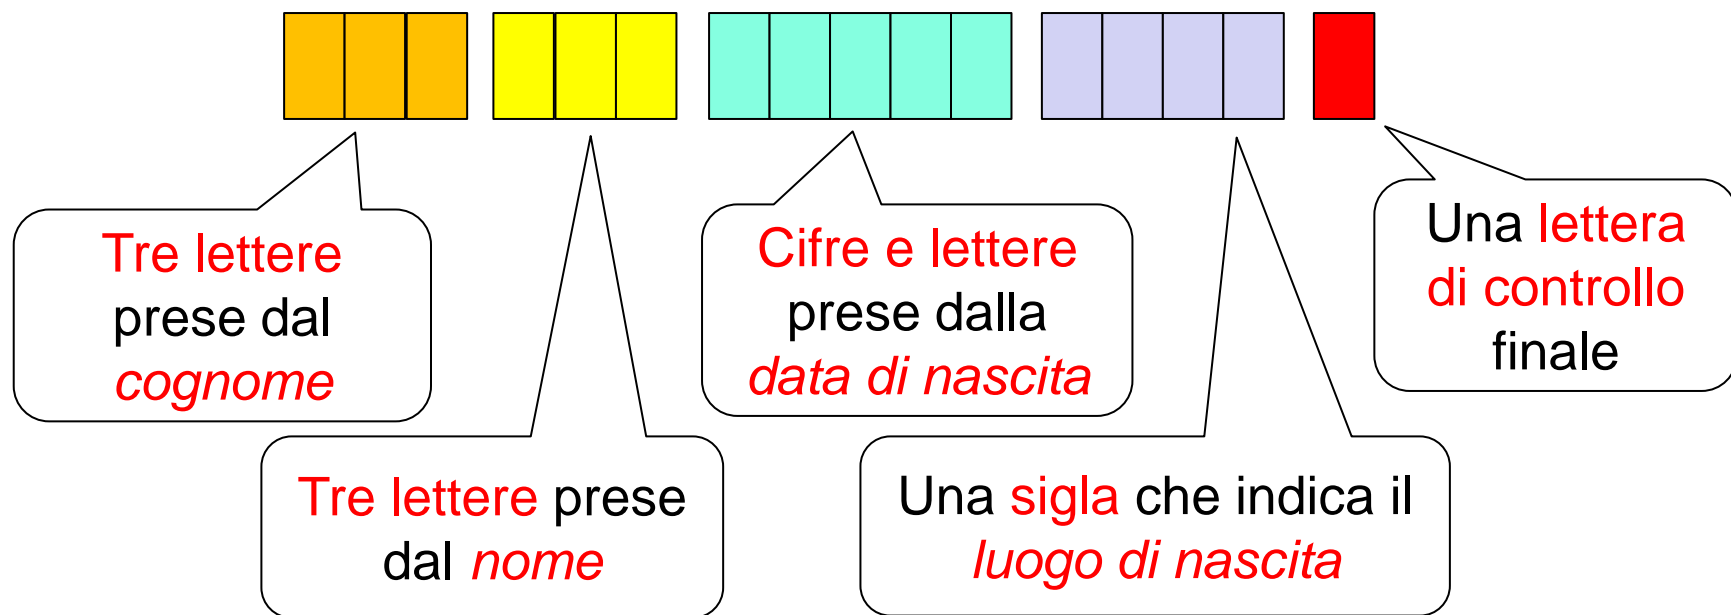 Tre lettere
prese dal
cognome
Tre lettere prese
dal nome
Cifre e lettere
prese dalla
data di nascita
Una sigla che indica il
luogo di nascita
Una lettera
di controllo
finale